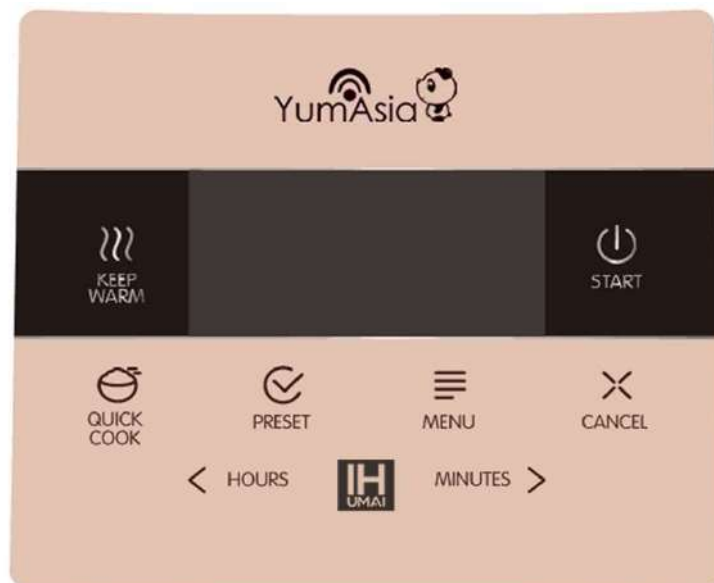 YumAsia
KEEP
WARM
START
QUICK
COOK
PRESET
MENU
CANCEL
< HOURS
IH
UMAI
MINUTES >